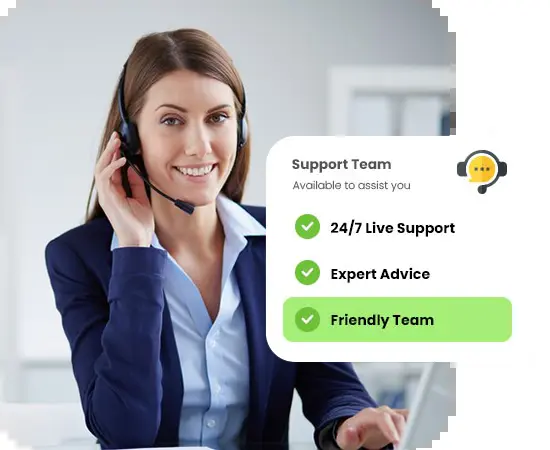 Support Team
Available to assist you
24/7 Live Support
Expert Advice
Friendly Team